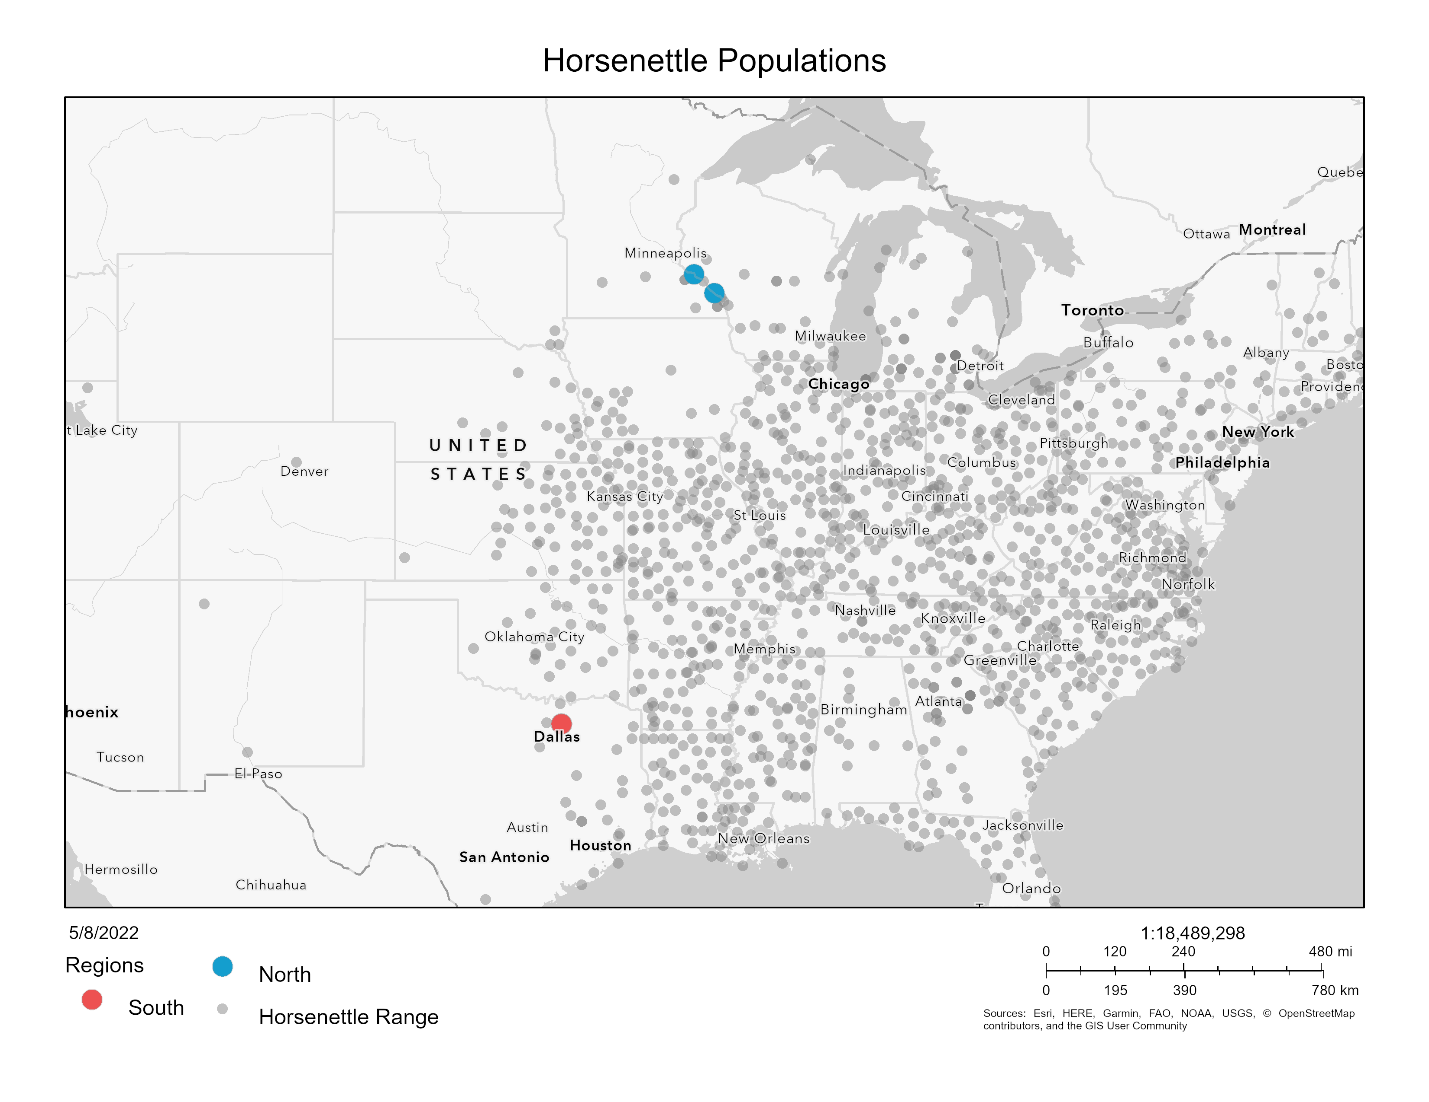 Horsenettle Populations
Quebe
Ottawa
Montreal
Minneapolis
Toronto
Milwaukee
Buffalo
Albany
Detroit
Bosto
Chicago
Providenc
Cleveland
t Lake City
New York
UNITED
STATES
Pittsburgh
Denver
Indianapolis
Columbus
Philadelphia
Kansas City
Cincinnati
Washington
St Louis
Louisville
Richmond
Norfolk
Nashville
Knoxville
Raleigh
Oklahoma City
Memphis
Charlotte
Greenville
hoenix
Birmingham
Atlanta
Dallas
Tucson
El-Paso
Austin
New Orleans
Jacksonville
San Antonio
Houston
Hermosillo
Chihuahua
Orlando
5/8/2022
Regions
North
South
Horsenettle Range
1:18,489,298
0 120 240 480 mi
0 195 390 780 km
Sources: Esri, HERE, Garmin, FAO, NOAA, USGS, © OpenStreetMap
contributors, and the GIS User Community